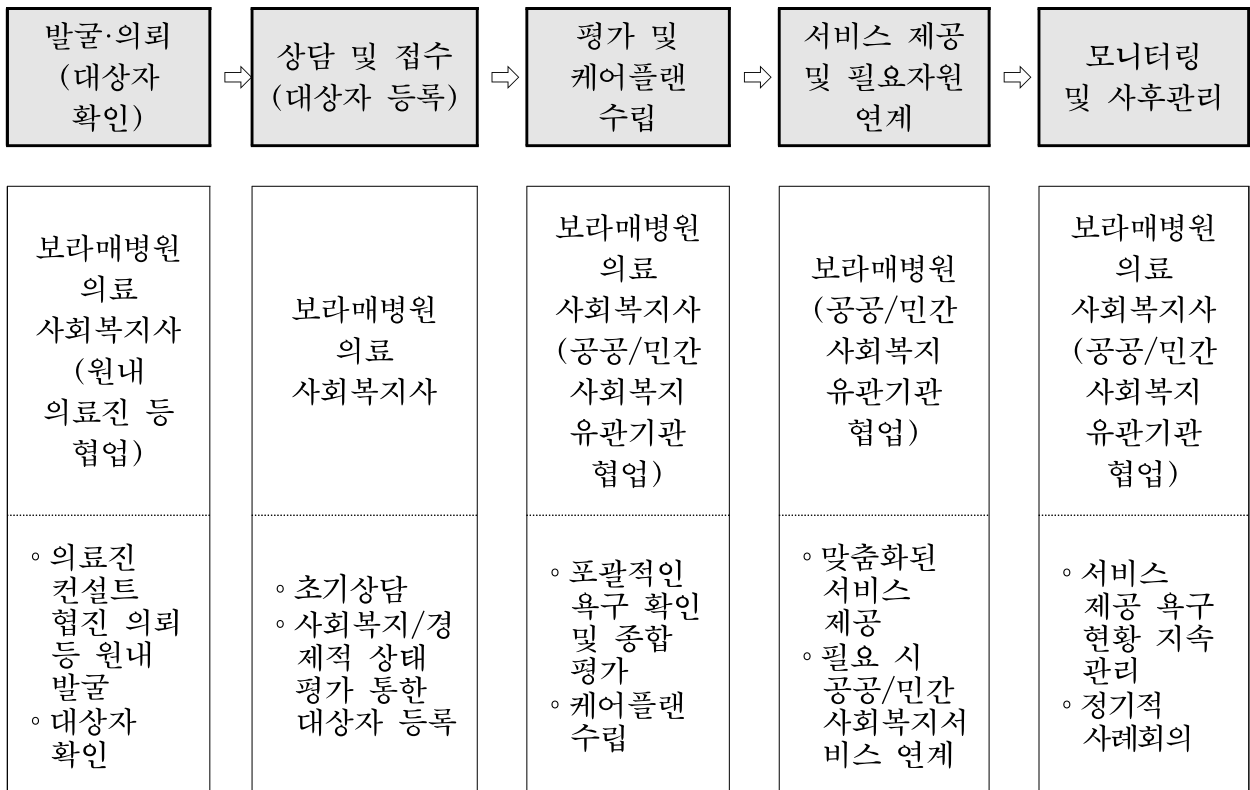 발굴·의뢰
(대상자
확인)
⇨
상담 및 접수
(대상자 등록)
⇨
평가 및
케어플랜
수립
⇨
서비스 제공
및 필요자원
연계
⇨
모니터링
및 사후관리
보라매병원
의료
사회복지사
(원내
의료진 등
협업)
보라매병원
의료
사회복지사
보라매병원
의료
사회복지사
(공공/민간
사회복지
유관기관
협업)
보라매병원
(공공/민간
사회복지
유관기관
협업)
보라매병원
의료
사회복지사
(공공/민간
사회복지
유관기관
협업)
◦ 의료진
컨설트
협진 의뢰
등 원내
발굴
◦ 대상자
확인
◦ 초기상담
◦ 사회복지/경
제적 상태
평가 통한
대상자 등록
◦ 포괄적인
욕구 확인
및 종합
평가
◦ 케어플랜
수립
◦ 맞춤화된
서비스
제공
◦ 필요 시
공공/민간
사회복지서
비스 연계
◦ 서비스
제공 욕구
현황 지속
관리
◦ 정기적
사례회의